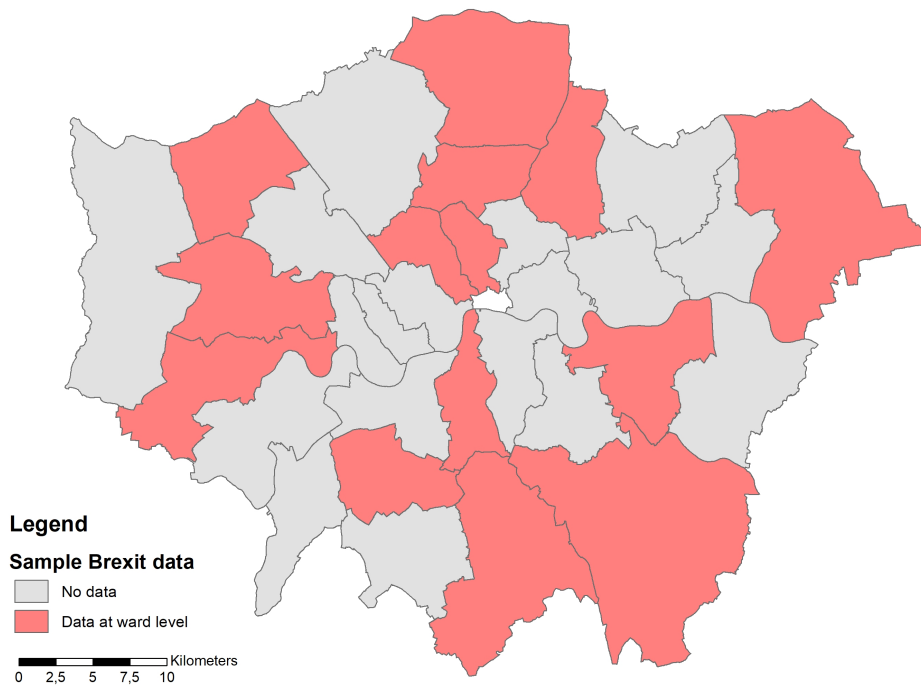 Legend
Sample Brexit data
No data
Data at ward level
Kilometers
0 2,5 5 7,5 10